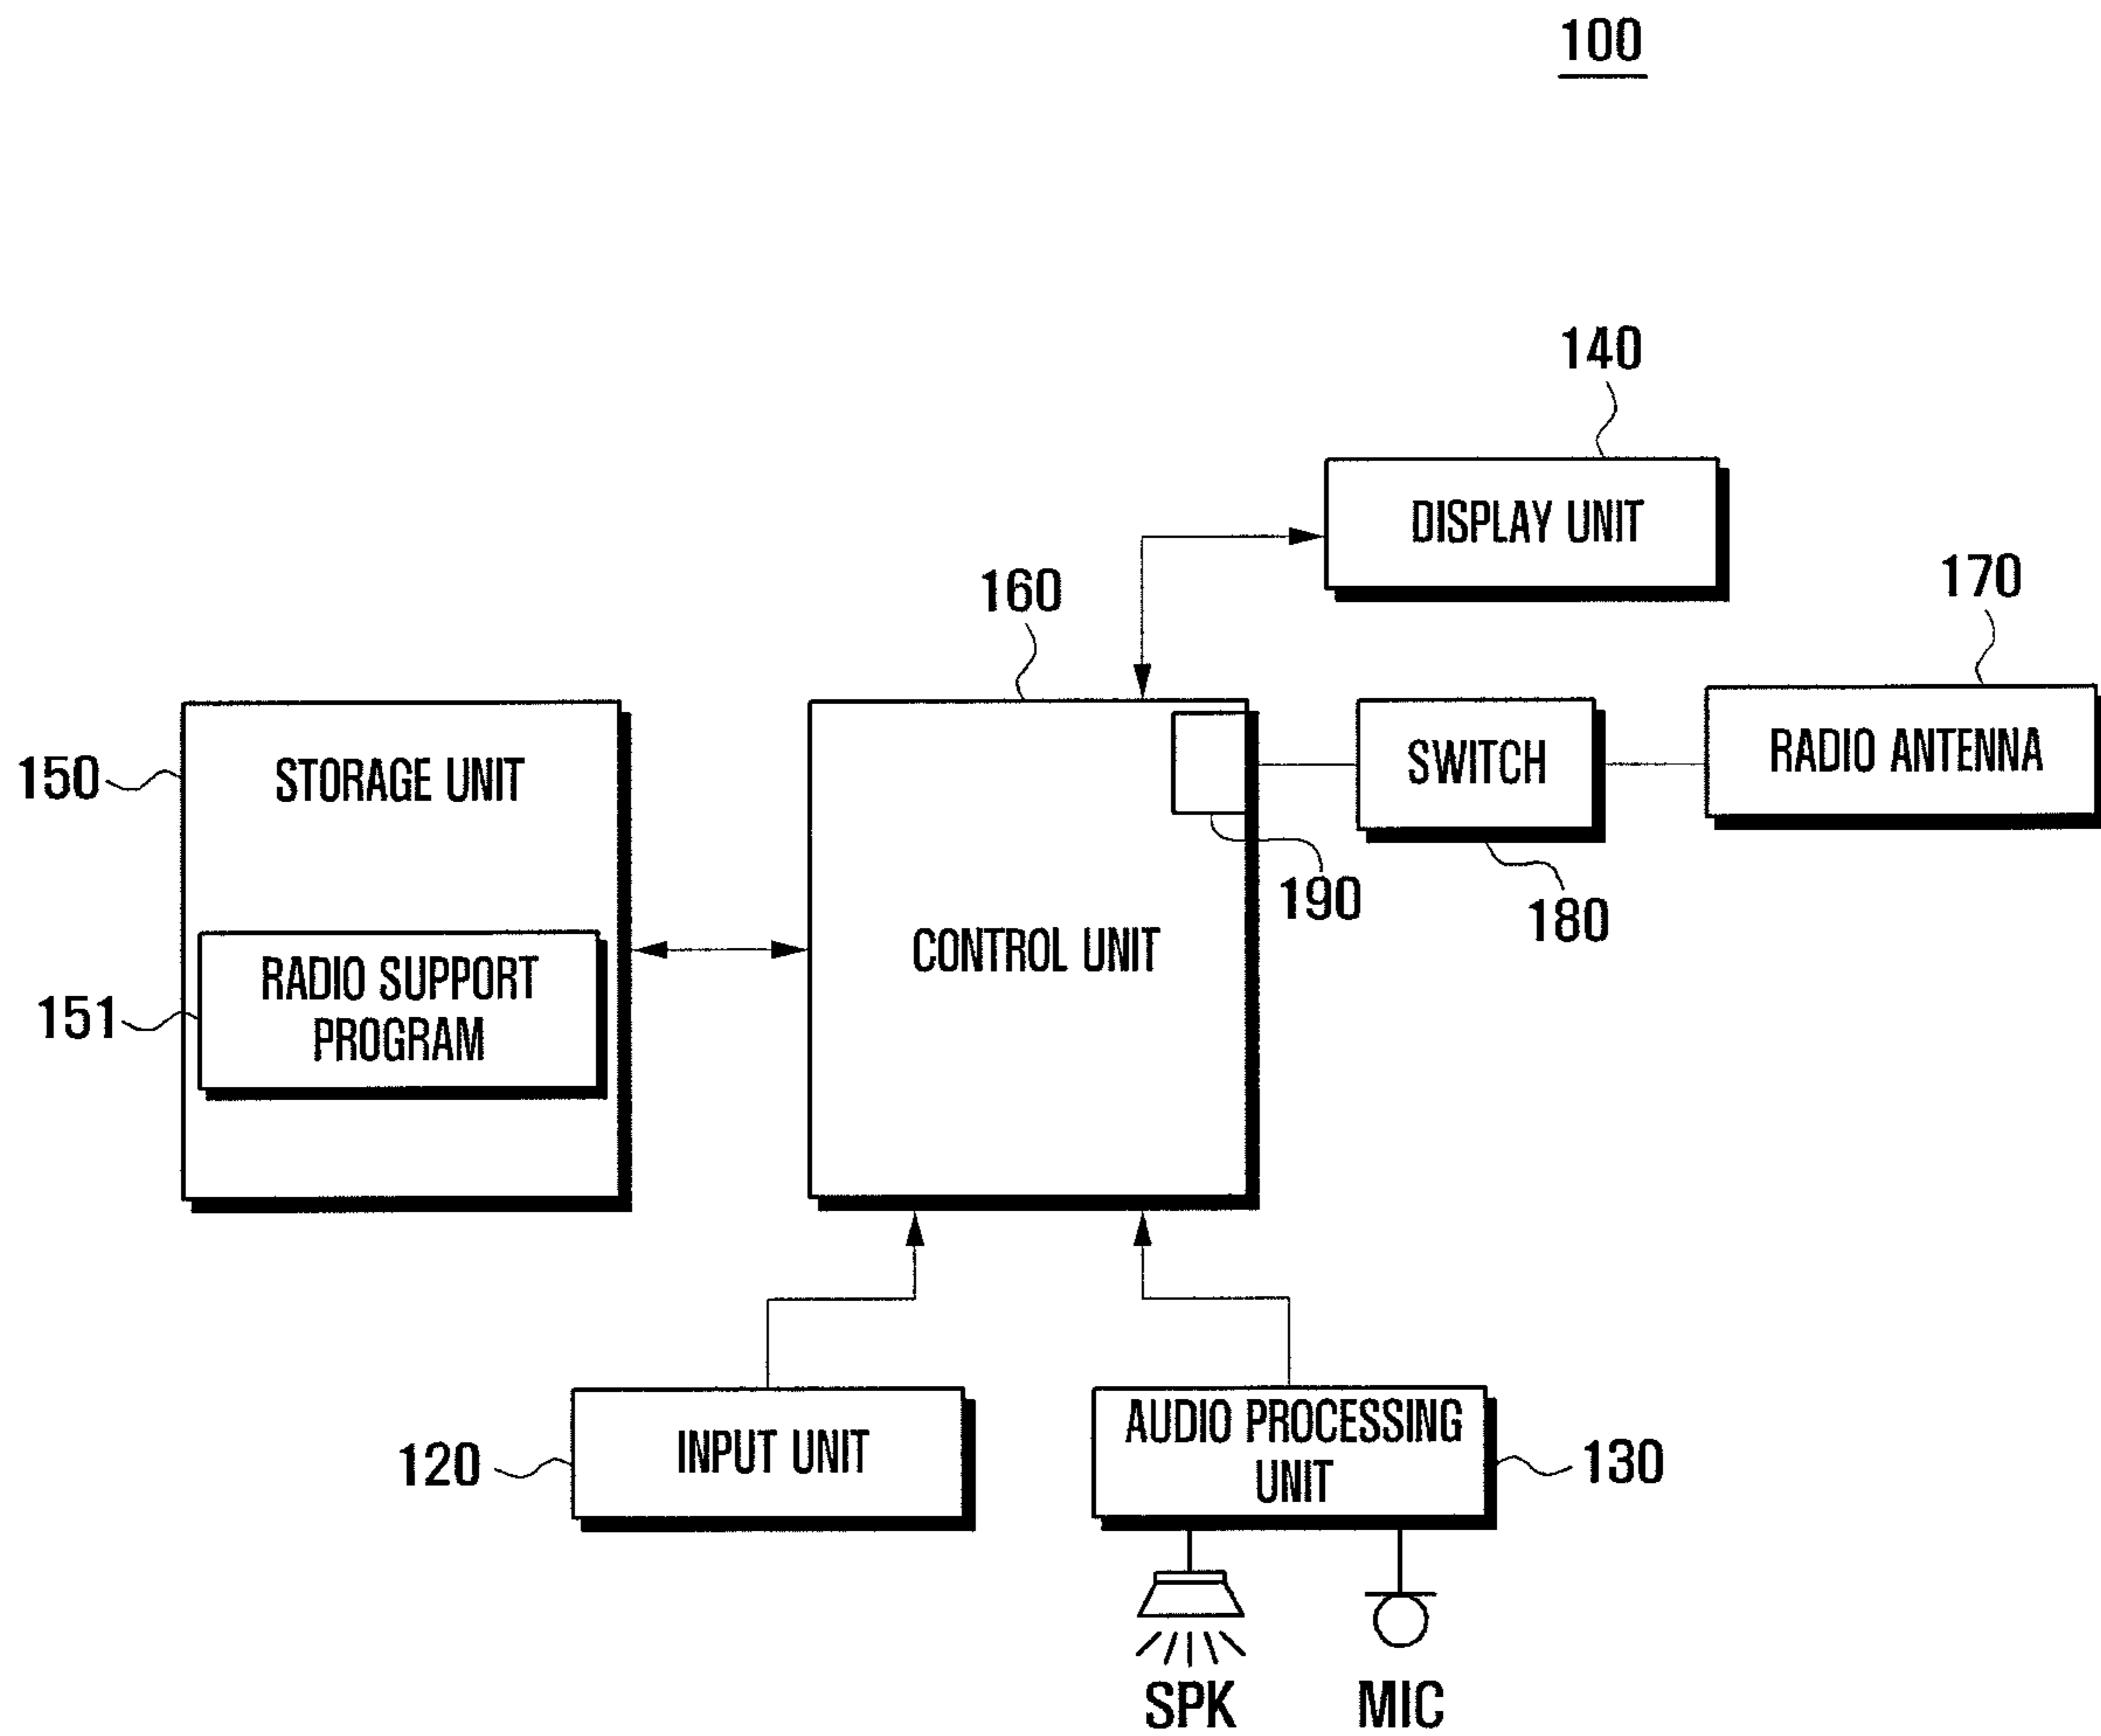 100
140
DISPLAY UNIT
170
160
SWITCH
RADIO ANTENNA
150
STORAGE UNIT
190
180
CONTROL UNIT
RADIO SUPPORT
PROGRAM
151
AUDIO PROCESSING
UNIT
120
INPUT UNIT
130
SPK
MIC